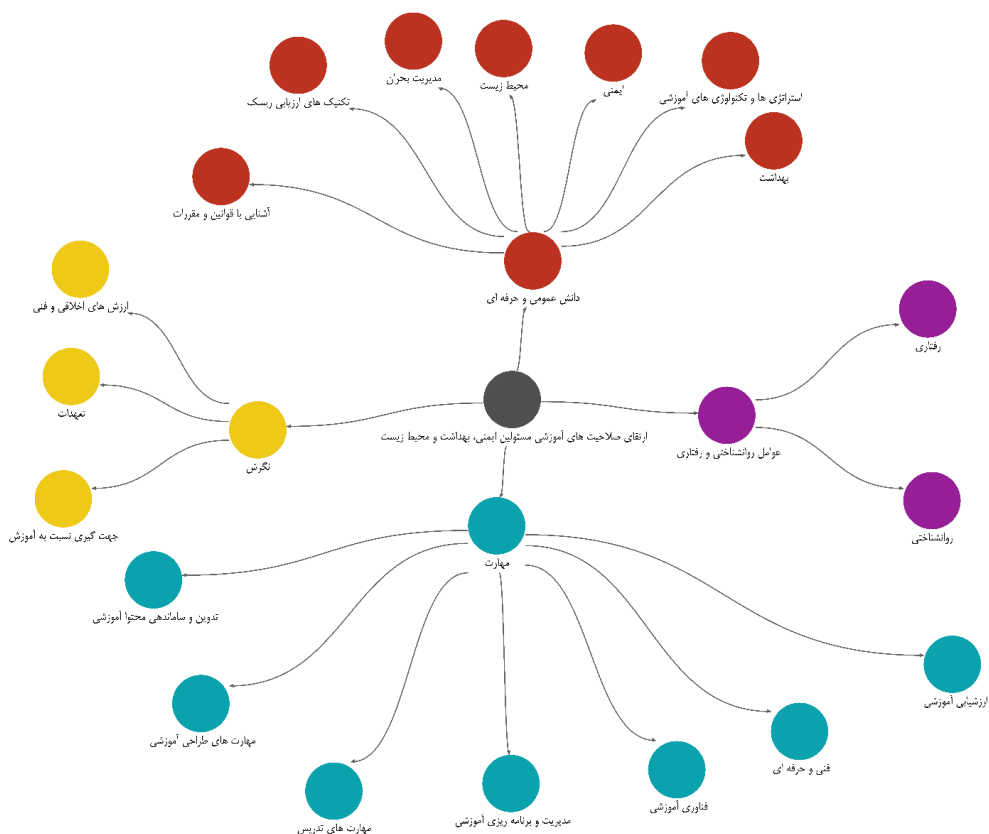 مدیریت بحران
محیط زیست
ایمنی
استراتژی ها و تکنولوژی های آموزشی
تکنیک های ارزیابی ریسک
بهداشت
آشنایی با قوانین و مقررات
دانش عمومی و حرفه ای
ارزش های اخلاقی و فنی
رفتاری
تعهدات
ارتقای صلاحیت های آموزشی مسئولین ایمنی، بهداشت و محیط زیست
عوامل روانشناختی و رفتاری
نگرش
جهت گیری نسبت به آموزش
روانشناختی
مهارت
تدوین و ساماندهی محتوا آموزشی
ارزشیابی آموزشی
مهارت های طراحی آموزشی
فنی و حرفه ای
فناوری آموزشی
مدیریت و برنامه ریزی آموزشی
مهارت های تدریس